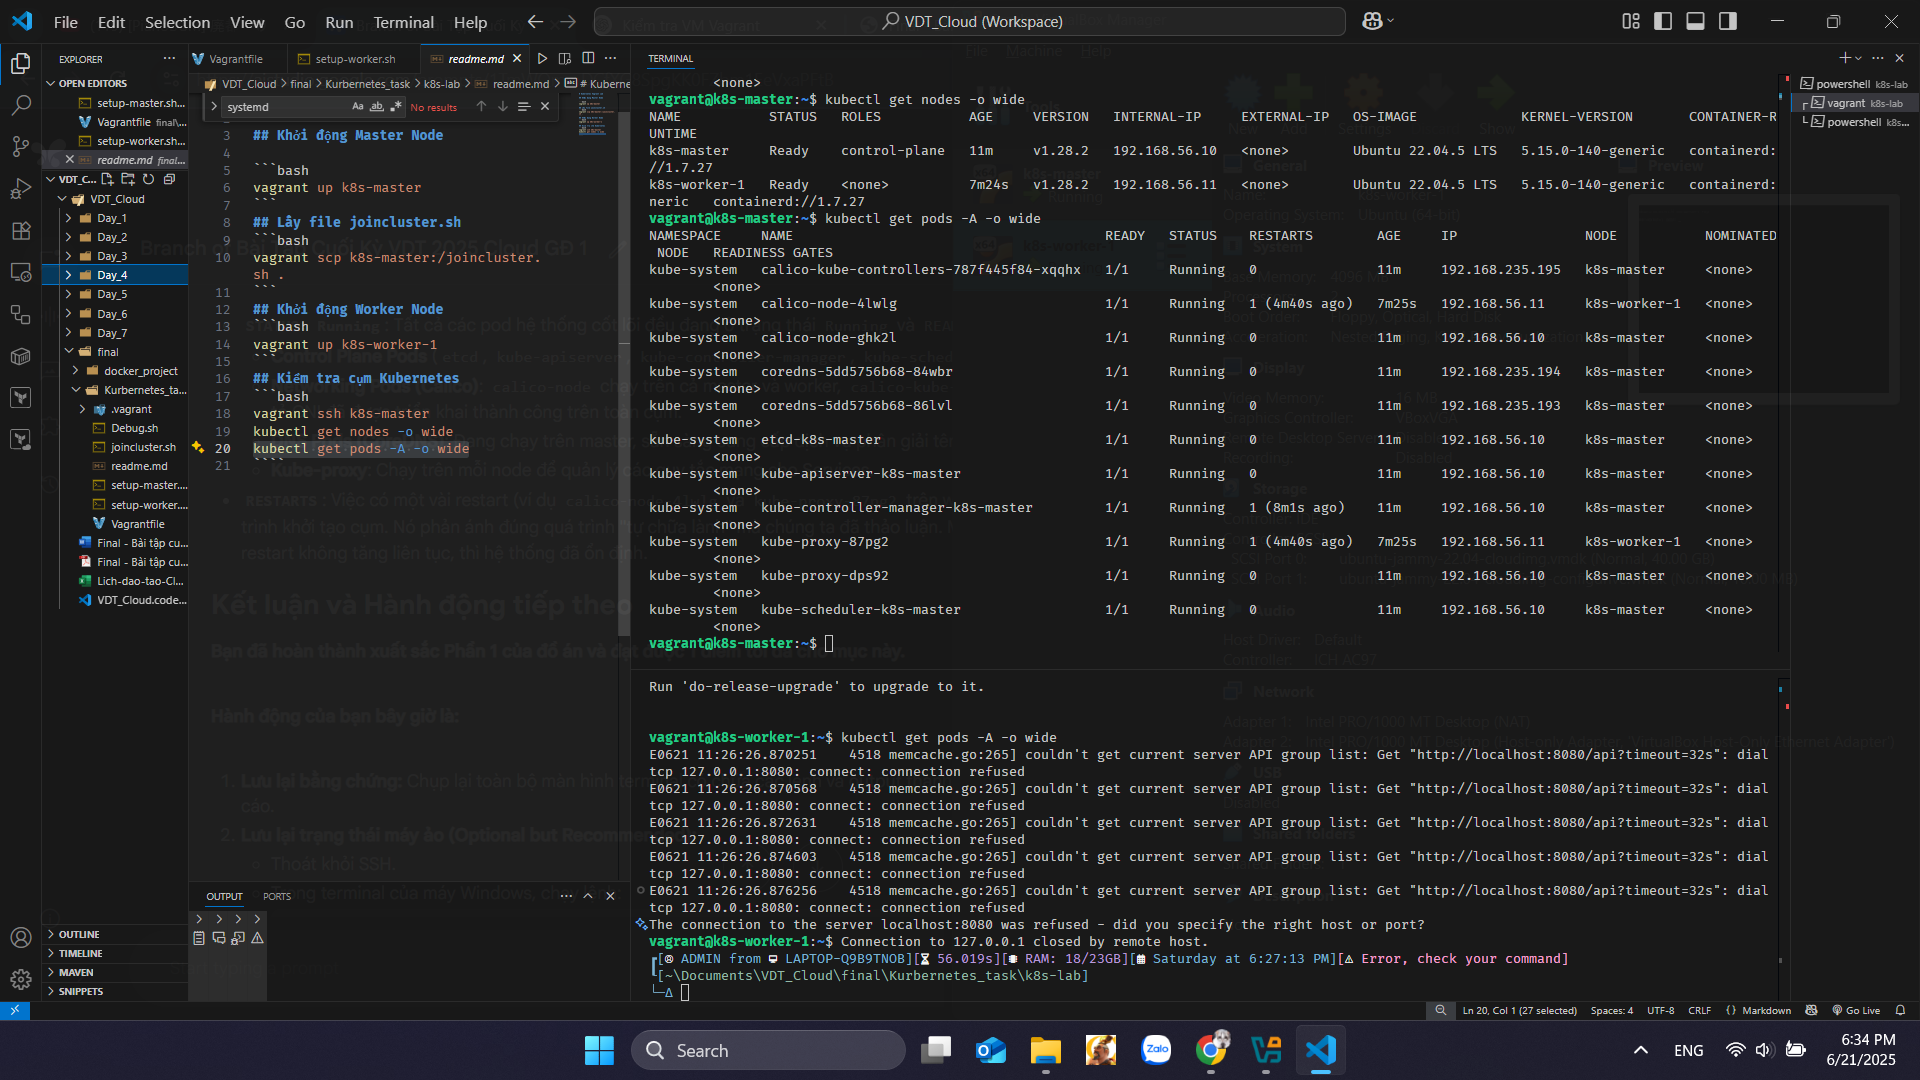 File Edit Selection View Go Run Terminal Help
VDT_Cloud (Workspace)
EXPLORER
OPEN EDITORS
setup-master.sh...
Vagrantfile final\...
setup-worker.sh...
readme.md final...
VDT_C...
VDT_Cloud
Day_1
Day_2
Day_3
Day_4
Day_5
Day_6
Day_7
final
docker_project
Kurbernetes_ta...
.vagrant
Debug.sh
joincluster.sh
readme.md
setup-master....
setup-worker....
Vagrantfile
Final - Bài tập cu...
Final - Bài tập cu...
Lich-dao-tao-Cl...
VDT_Cloud.code...
OUTLINE
TIMELINE
MAVEN
SNIPPETS
Vagrantfile
setup-worker.sh
readme.md
VDT_Cloud > final > Kurbernetes_task > k8s-lab > readme.md > # Kuberne
systemd
Aa ab .* No results
3 ## Khởi động Master Node
4
5 ```bash
6 vagrant up k8s-master
7 ```
8 ## Lấy file joincluster.sh
9 ```bash
10 vagrant scp k8s-master:/joincluster.
sh .
11 ```
12 ## Khởi động Worker Node
13 ```bash
14 vagrant up k8s-worker-1
15 ```
16 ## Kiểm tra cụm Kubernetes
17 ```bash
18 vagrant ssh k8s-master
19 kubectl get nodes -o wide
20 kubectl get pods -A -o wide
21 ````
OUTPUT PORTS
TERMINAL
<none>
vagrant@k8s-master:~$ kubectl get nodes -o wide
NAME STATUS ROLES AGE VERSION INTERNAL-IP EXTERNAL-IP OS-IMAGE KERNEL-VERSION CONTAINER-R
UNTIME
k8s-master Ready control-plane 11m v1.28.2 192.168.56.10 <none> Ubuntu 22.04.5 LTS 5.15.0-140-generic containerd:
//1.7.27
k8s-worker-1 Ready <none> 7m24s v1.28.2 192.168.56.11 <none> Ubuntu 22.04.5 LTS 5.15.0-140-generic containerd:
neric containerd://1.7.27
vagrant@k8s-master:~$ kubectl get pods -A -o wide
NAMESPACE NAME READY STATUS RESTARTS AGE IP NODE NOMINATED
NODE READINESS GATES
kube-system calico-kube-controllers-787f445f84-xqqhx 1/1 Running 0 11m 192.168.235.195 k8s-master <none>
<none>
kube-system calico-node-4lwlg 1/1 Running 1 (4m40s ago) 7m25s 192.168.56.11 k8s-worker-1 <none>
<none>
kube-system calico-node-ghk2l 1/1 Running 0 11m 192.168.56.10 k8s-master <none>
<none>
kube-system coredns-5dd5756b68-84wbr 1/1 Running 0 11m 192.168.235.194 k8s-master <none>
<none>
kube-system coredns-5dd5756b68-86lvl 1/1 Running 0 11m 192.168.235.193 k8s-master <none>
<none>
kube-system etcd-k8s-master 1/1 Running 0 11m 192.168.56.10 k8s-master <none>
<none>
kube-system kube-apiserver-k8s-master 1/1 Running 0 11m 192.168.56.10 k8s-master <none>
<none>
kube-system kube-controller-manager-k8s-master 1/1 Running 1 (8m1s ago) 11m 192.168.56.10 k8s-master <none>
<none>
kube-system kube-proxy-87pg2 1/1 Running 1 (4m40s ago) 7m25s 192.168.56.11 k8s-worker-1 <none>
<none>
kube-system kube-proxy-dps92 1/1 Running 0 11m 192.168.56.10 k8s-master <none>
<none>
kube-system kube-scheduler-k8s-master 1/1 Running 0 11m 192.168.56.10 k8s-master <none>
<none>
vagrant@k8s-master:~$
Run 'do-release-upgrade' to upgrade to it.
vagrant@k8s-worker-1:~$ kubectl get pods -A -o wide
E0621 11:26:26.870251 4518 memcache.go:265] couldn't get current server API group list: Get "http://localhost:8080/api?timeout=32s": dial
tcp 127.0.0.1:8080: connect: connection refused
E0621 11:26:26.870568 4518 memcache.go:265] couldn't get current server API group list: Get "http://localhost:8080/api?timeout=32s": dial
tcp 127.0.0.1:8080: connect: connection refused
E0621 11:26:26.872631 4518 memcache.go:265] couldn't get current server API group list: Get "http://localhost:8080/api?timeout=32s": dial
tcp 127.0.0.1:8080: connect: connection refused
E0621 11:26:26.874603 4518 memcache.go:265] couldn't get current server API group list: Get "http://localhost:8080/api?timeout=32s": dial
tcp 127.0.0.1:8080: connect: connection refused
E0621 11:26:26.876256 4518 memcache.go:265] couldn't get current server API group list: Get "http://localhost:8080/api?timeout=32s": dial
tcp 127.0.0.1:8080: connect: connection refused
The connection to the server localhost:8080 was refused - did you specify the right host or port?
vagrant@k8s-worker-1:~$ Connection to 127.0.0.1 closed by remote host.
[ADMIN from LAPTOP-Q9B9TNOB][56.019s][RAM: 18/23GB][Saturday at 6:27:13 PM][Error, check your command]
[~\Documents\VDT_Cloud\final\Kurbernetes_task\k8s-lab]
powershell k8s-lab
vagrant k8s-lab
powershell k8s...
Kết luận và Hành động tiếp theo
Hành động của bạn bây giờ là:
Thoát khỏi SSH.
Ln 20, Col 1 (27 selected) Spaces: 4 UTF-8 CRLF {} Markdown Go Live
Search
Zalo
ENG
6:34 PM
6/21/2025